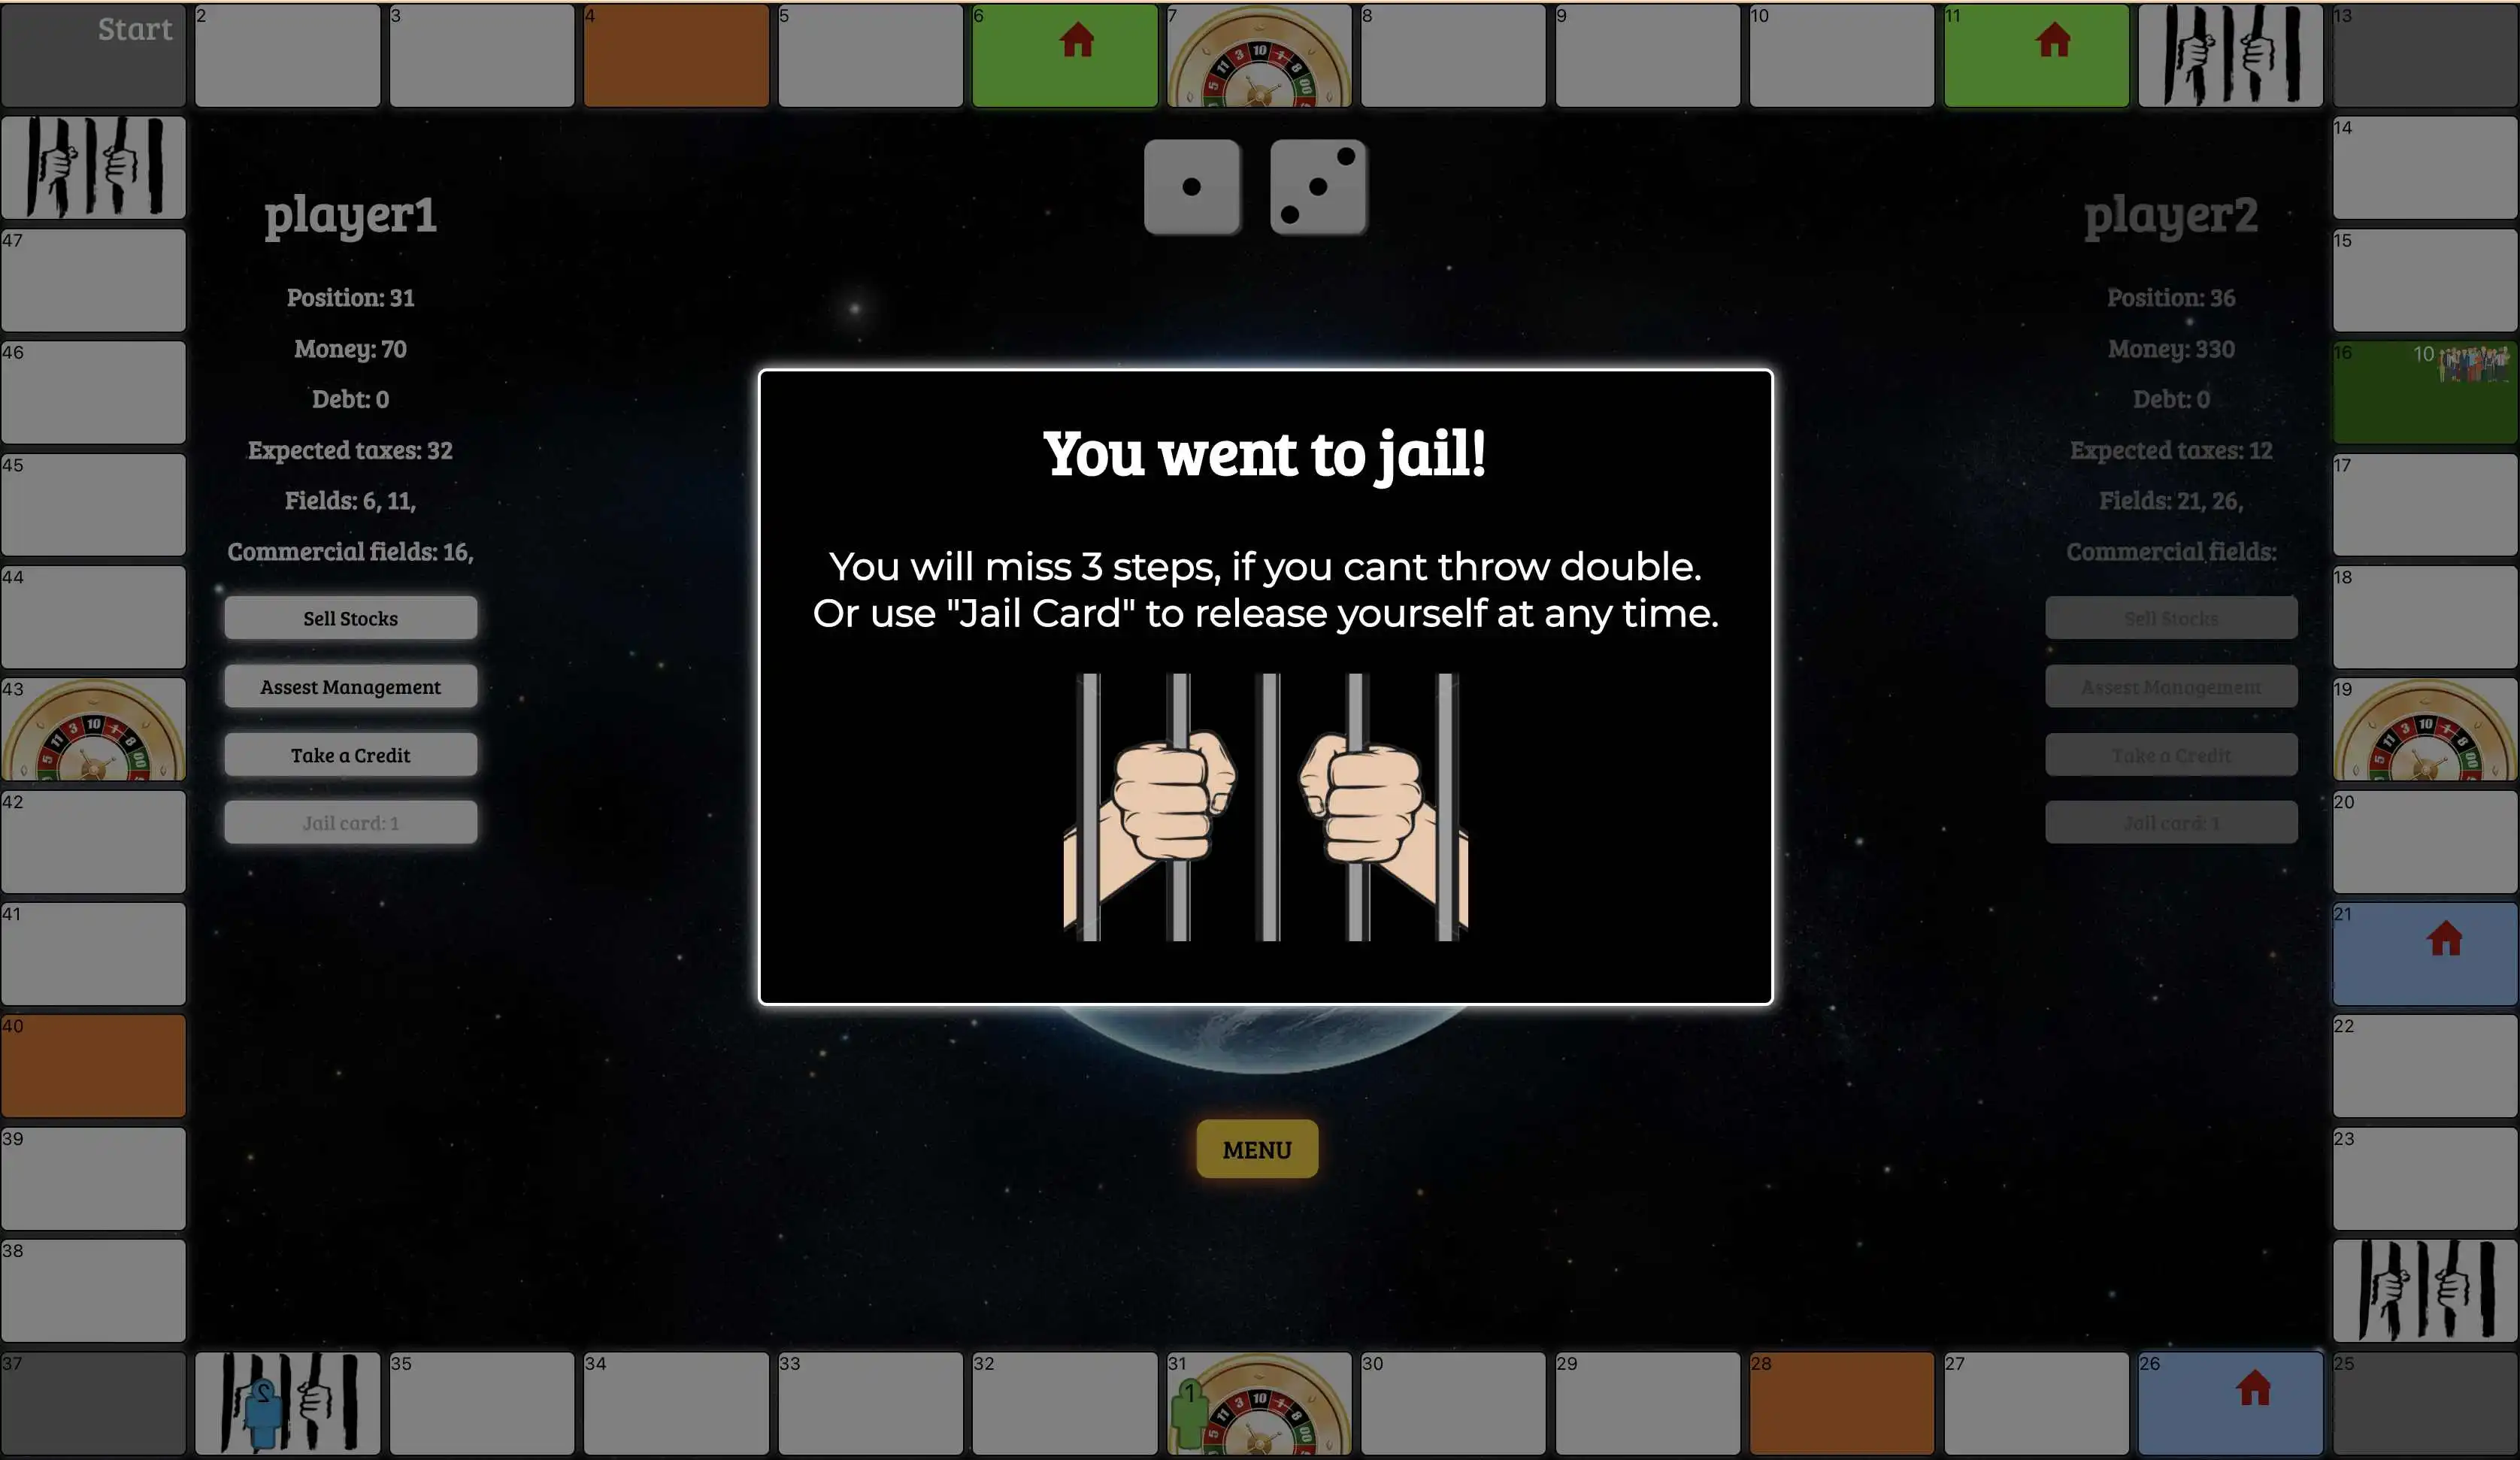 Start
2
3
4
5
6
7
8
9
10
11
13
14
47
15
46
16
10
45
17
44
18
43
19
42
20
41
21
40
22
39
23
38
37
35
34
33
32
31
30
29
28
27
26
25
player1
Position: 31
Money: 70
Debt: 0
Expected taxes: 32
Fields: 6, 11,
Commercial fields: 16,
Sell Stocks
Assest Management
Take a Credit
Jail card: 1
You went to jail!
You will miss 3 steps, if you cant throw double.
Or use "Jail Card" to release yourself at any time.
MENU
player2
Position: 36
Money: 330
Debt: 0
Expected taxes: 12
Fields: 21, 26,
Commercial fields:
Sell Stocks
Assest Management
Take a Credit
Jail card: 1
2
1